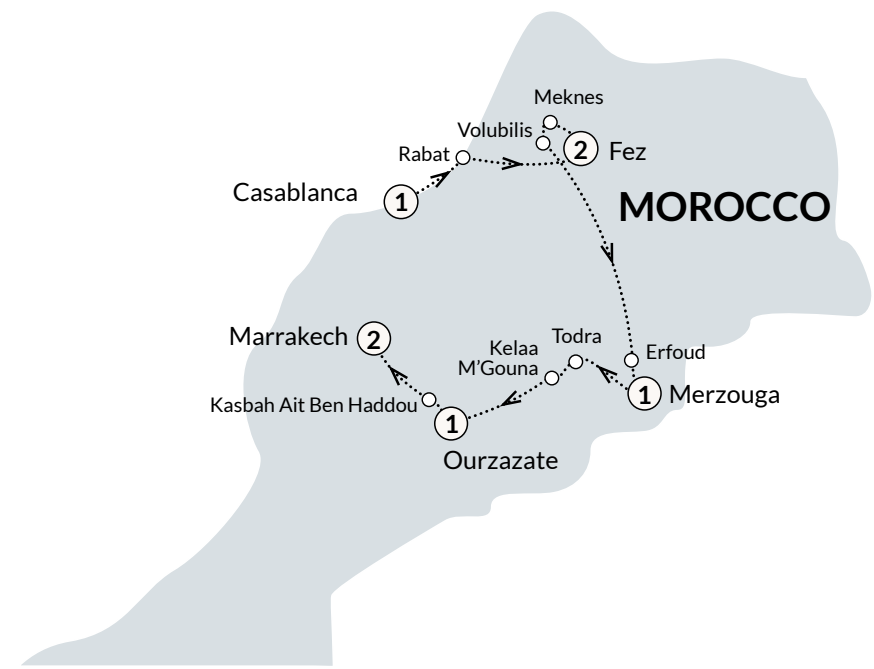 Meknes
Volubilis
Rabat
2
Fez
Casablanca
1
MOROCCO
Marrakech
2
Todra
Kelaa
M’Gouna
Erfoud
1
Merzouga
Kasbah Ait Ben Haddou
1
Ourzazate